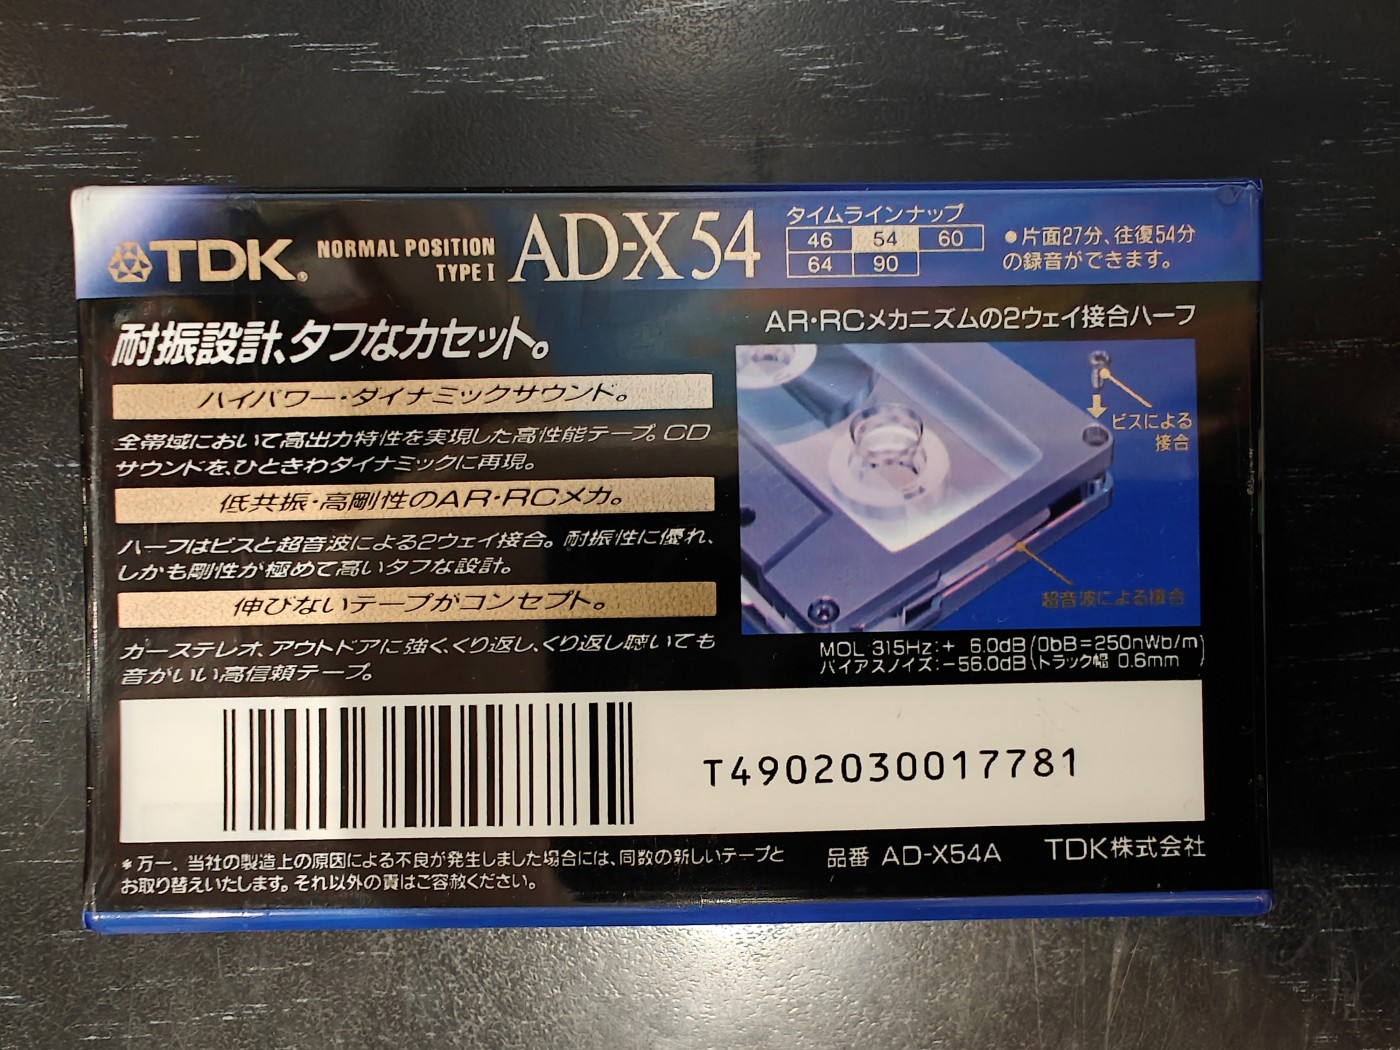 TDK®
NORMAL POSITION
TYPE I
AD-X 54
タイムラインナップ
46 54 60
64 90
●片面27分、往復54分
の録音ができます。
耐振設計、タフなカセット。
ハイパワー・ダイナミックサウンド。
全帯域において高出力特性を実現した高性能テープ。CD
サウンドを、ひときわダイナミックに再現。
低共振・高剛性のAR・RCメカ。
ハーフはビスと超音波による2ウェイ接合。耐振性に優れ、
しかも剛性が極めて高いタフな設計。
伸びないテープがコンセプト。
カーステレオ、アウトドアに強く、くり返し、くり返し聴いても
音がいい高信頼テープ。
AR・RCメカニズムの2ウェイ接合ハーフ
ビスによる
接合
超音波による接合
MOL 315Hz:+ 6.0dB(0bB=250nWb/m)
バイアスノイズ:−56.0dB(トラック幅 0.6mm )
T4902030017781
*万一、当社の製造上の原因による不良が発生しました場合には、同数の新しいテープと
お取り替えいたします。それ以外の責はご容赦ください。
品番 AD-X54A
TDK株式会社